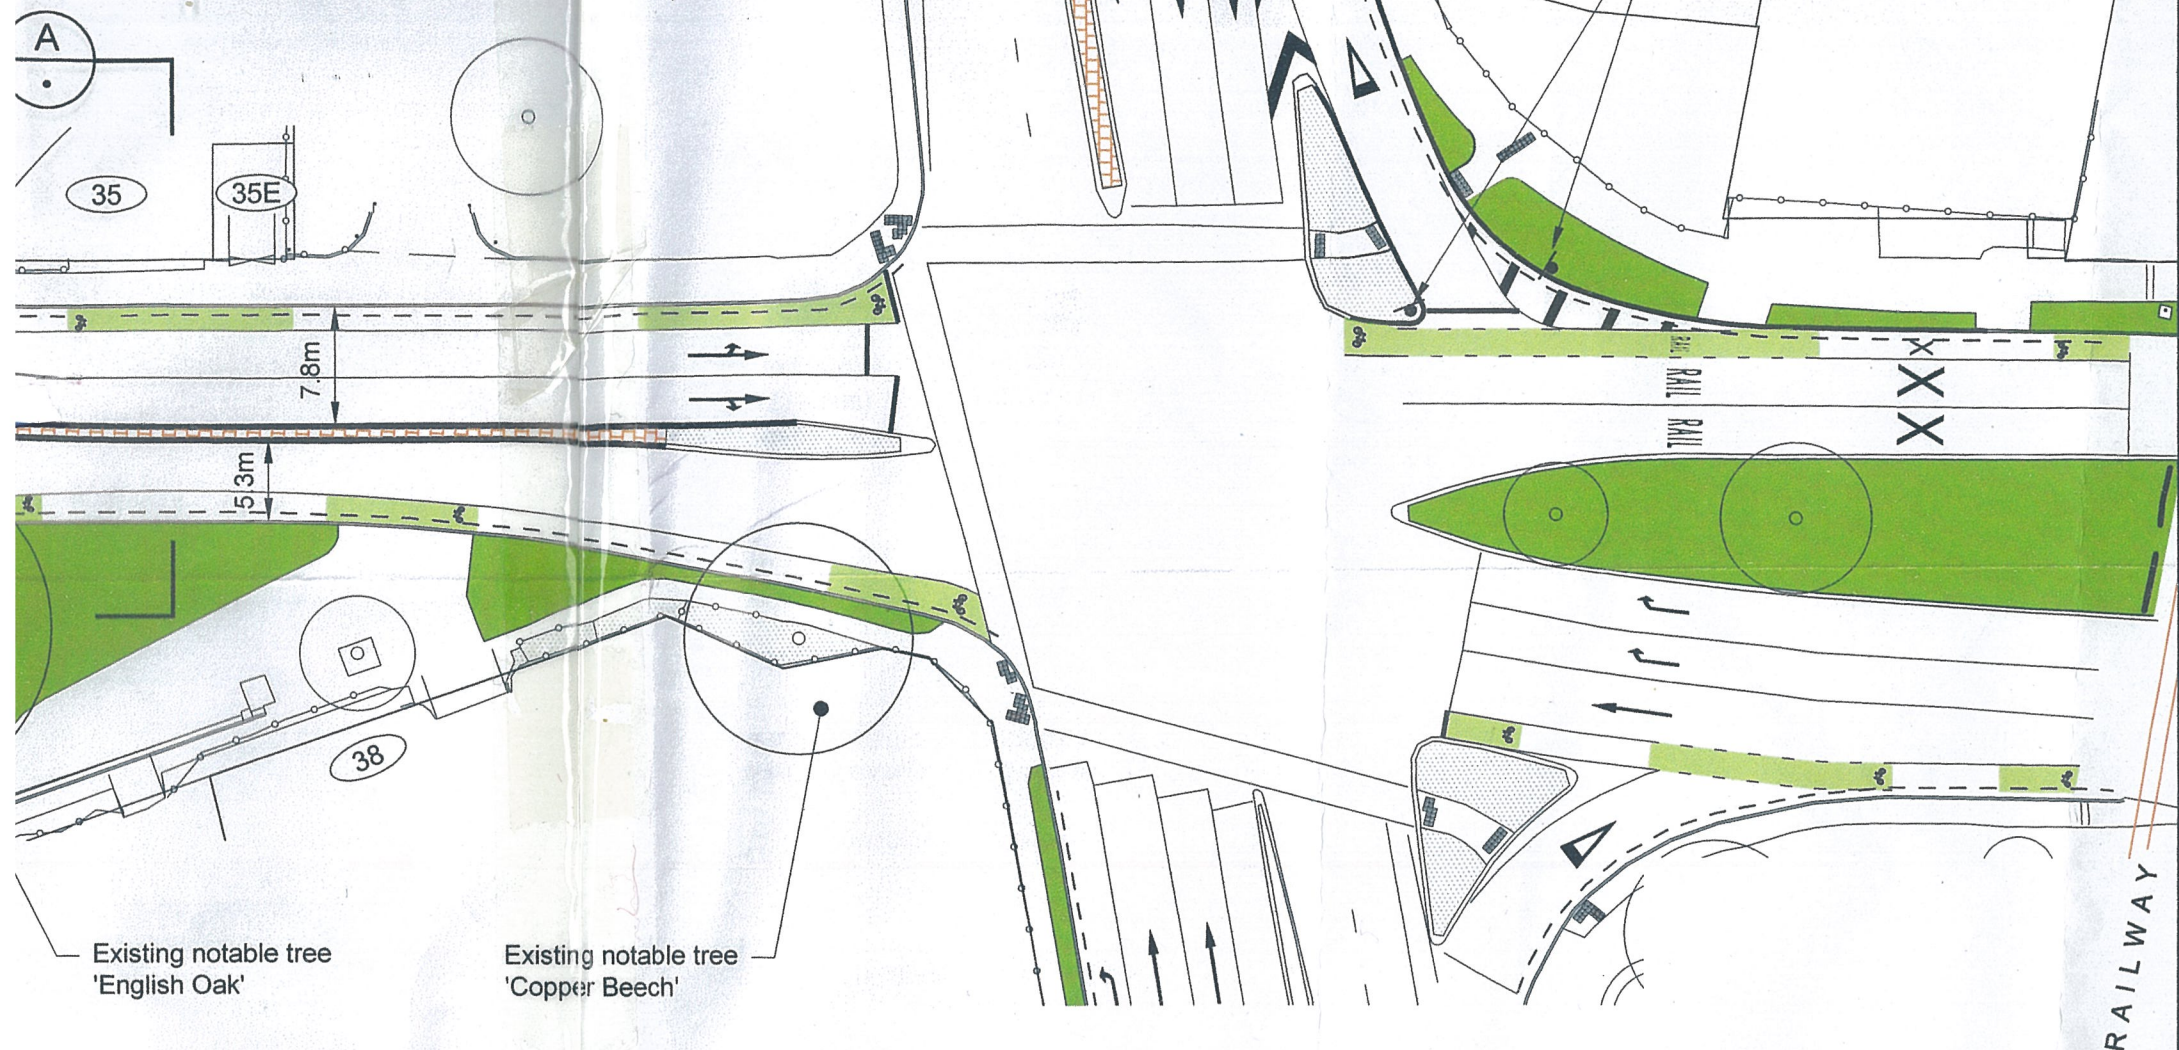 A
35
35E
7.8m
5.3m
RAIL
RAIL
RAIL
X
X
X
38
Existing notable tree
'English Oak'
Existing notable tree
'Copper Beech'
RAILWAY